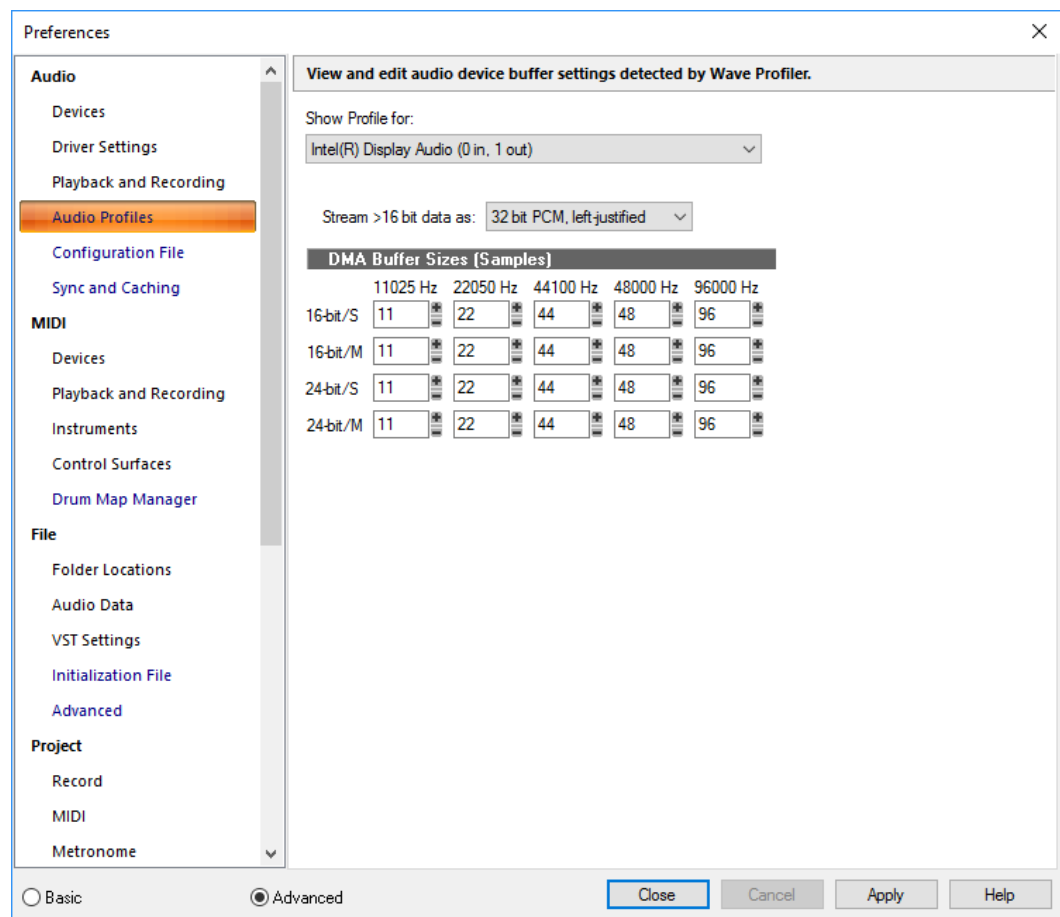 Preferences
Audio
Devices
Driver Settings
Playback and Recording
Audio Profiles
Configuration File
Sync and Caching
MIDI
Devices
Playback and Recording
Instruments
Control Surfaces
Drum Map Manager
File
Folder Locations
Audio Data
VST Settings
Initialization File
Advanced
Project
Record
MIDI
Metronome
View and edit audio device buffer settings detected by Wave Profiler.
Show Profile for:
Intel(R) Display Audio (0 in, 1 out)
Stream >16 bit data as: 32 bit PCM, left-justified
DMA Buffer Sizes (Samples)
11025 Hz 22050 Hz 44100 Hz 48000 Hz 96000 Hz
16-bit/S 11 22 44 48 96
16-bit/M 11 22 44 48 96
24-bit/S 11 22 44 48 96
24-bit/M 11 22 44 48 96
Basic Advanced Close Cancel Apply Help